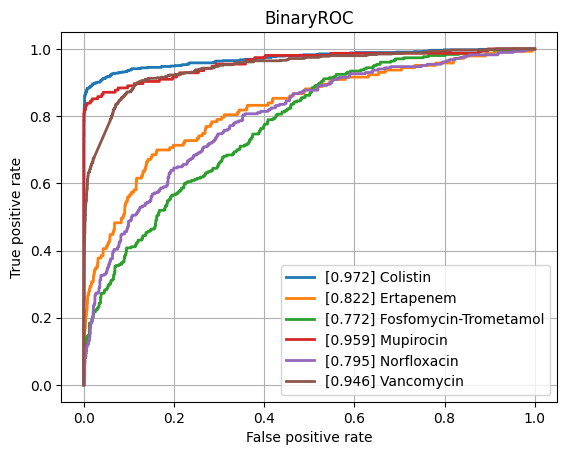 BinaryROC
True positive rate
1.0
0.8
0.6
0.4
0.2
0.0
[0.972] Colistin
[0.822] Ertapenem
[0.772] Fosfomycin-Trometamol
[0.959] Mupirocin
[0.795] Norfloxacin
[0.946] Vancomycin
0.0 0.2 0.4 0.6 0.8 1.0
False positive rate